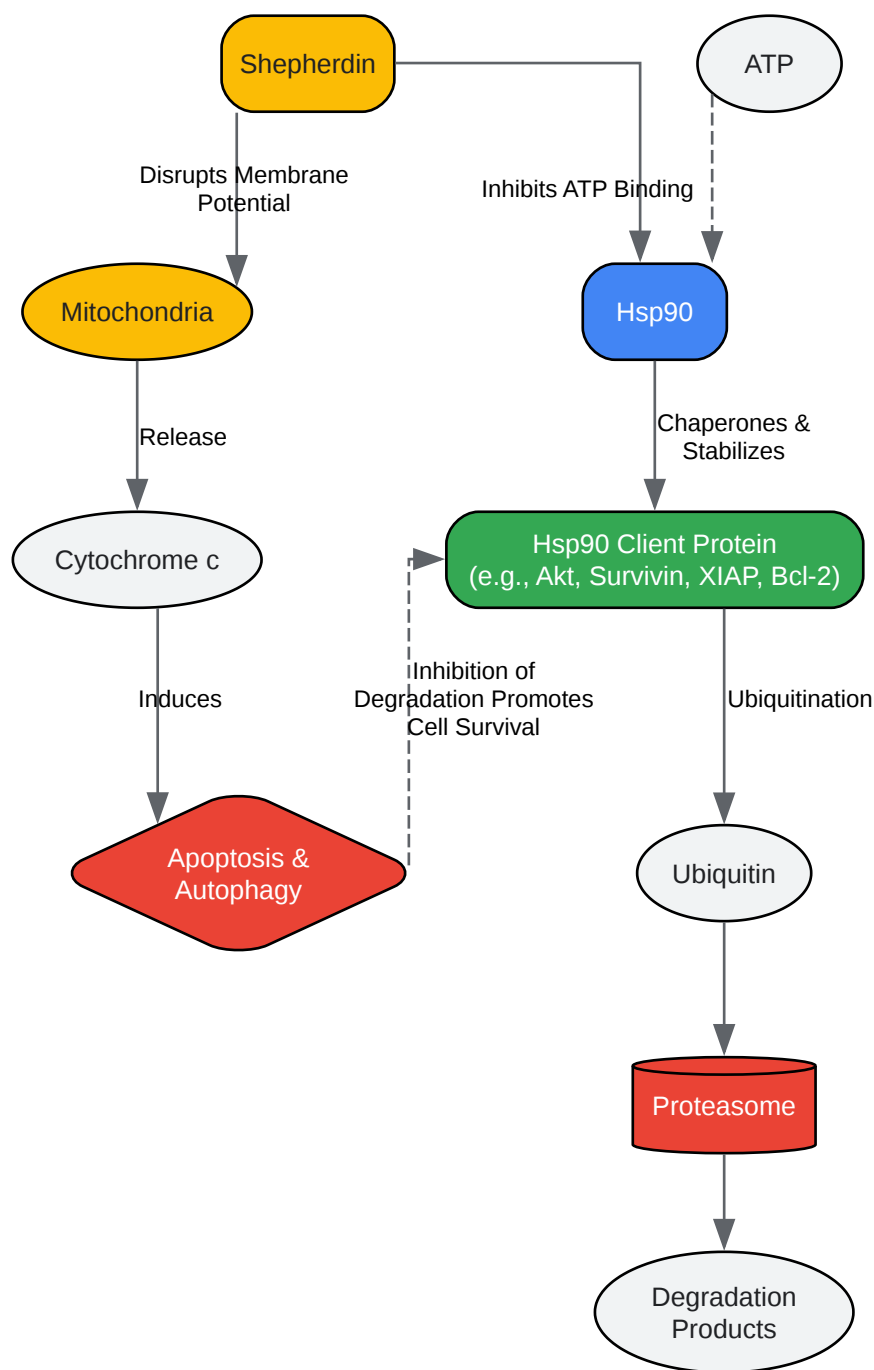 Shepherdin
ATP
Disrupts Membrane
Potential
Inhibits ATP Binding
Mitochondria
Hsp90
Release
Chaperones &
Stabilizes
Cytochrome c
Hsp90 Client Protein
(e.g., Akt, Survivin, XIAP, Bcl-2)
Induces
Inhibition of
Degradation Promotes
Cell Survival
Ubiquitination
Apoptosis &
Autophagy
Ubiquitin
Proteasome
Degradation
Products